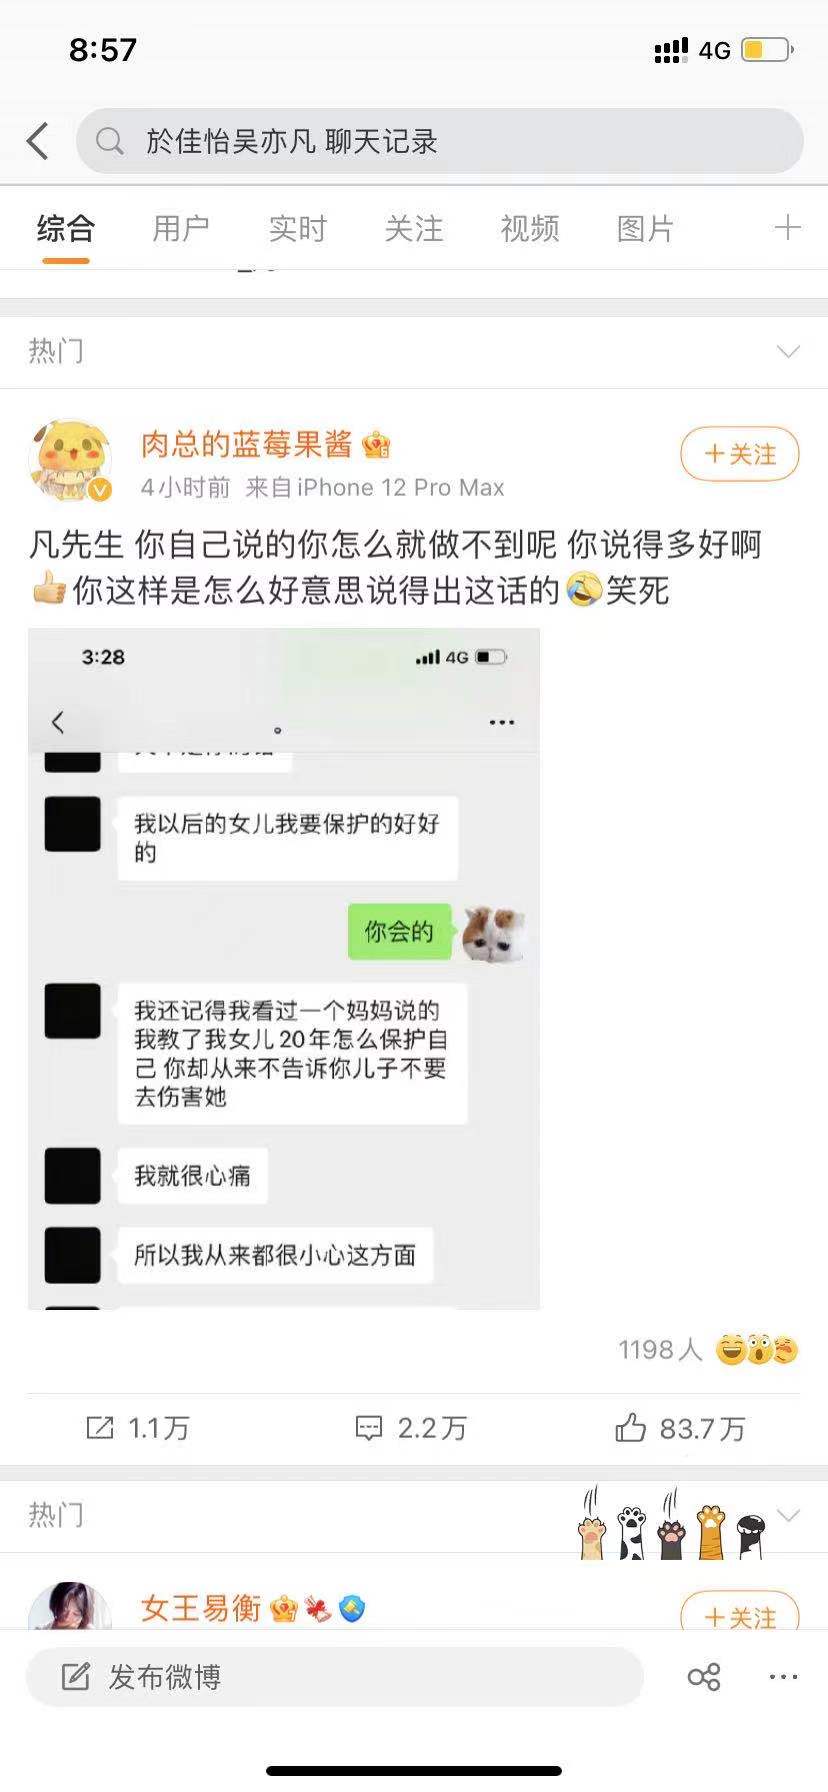 8:57
4G
於佳怡吴亦凡 聊天记录
综合 用户 实时 关注 视频 图片
热门
肉总的蓝莓果酱
+关注
4小时前 来自iPhone 12 Pro Max
凡先生 你自己说的你怎么就做不到呢 你说得多好啊
你这样是怎么好意思说得出这话的 笑死
3:28
4G
我以后的女儿我要保护的好好
的
你会的
我还记得我看过一个妈妈说的
我教了我女儿20年怎么保护自
己 你却从来不告诉你儿子不要
去伤害她
我就很心痛
所以我从来都很小心这方面
1198人
1.1万 2.2万 83.7万
热门
女王易衡
+关注
发布微博